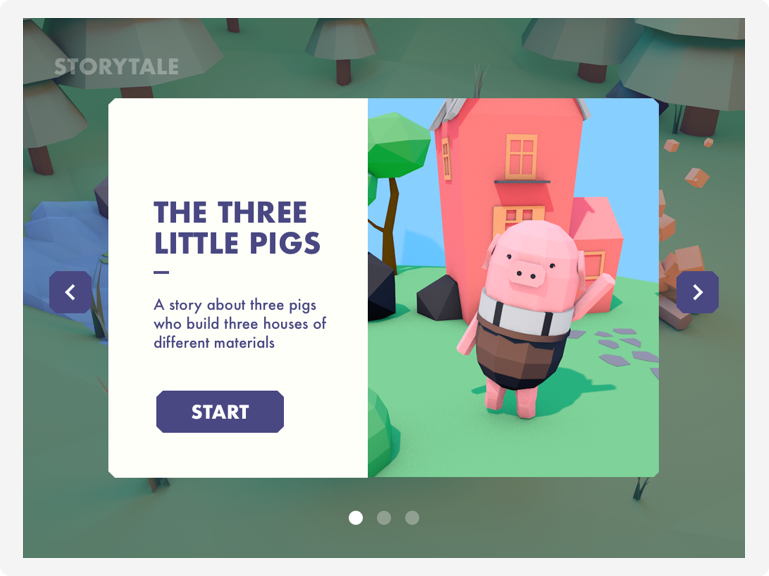 STORYTALE
THE THREE
LITTLE PIGS
A story about three pigs
who build three houses of
different materials
START